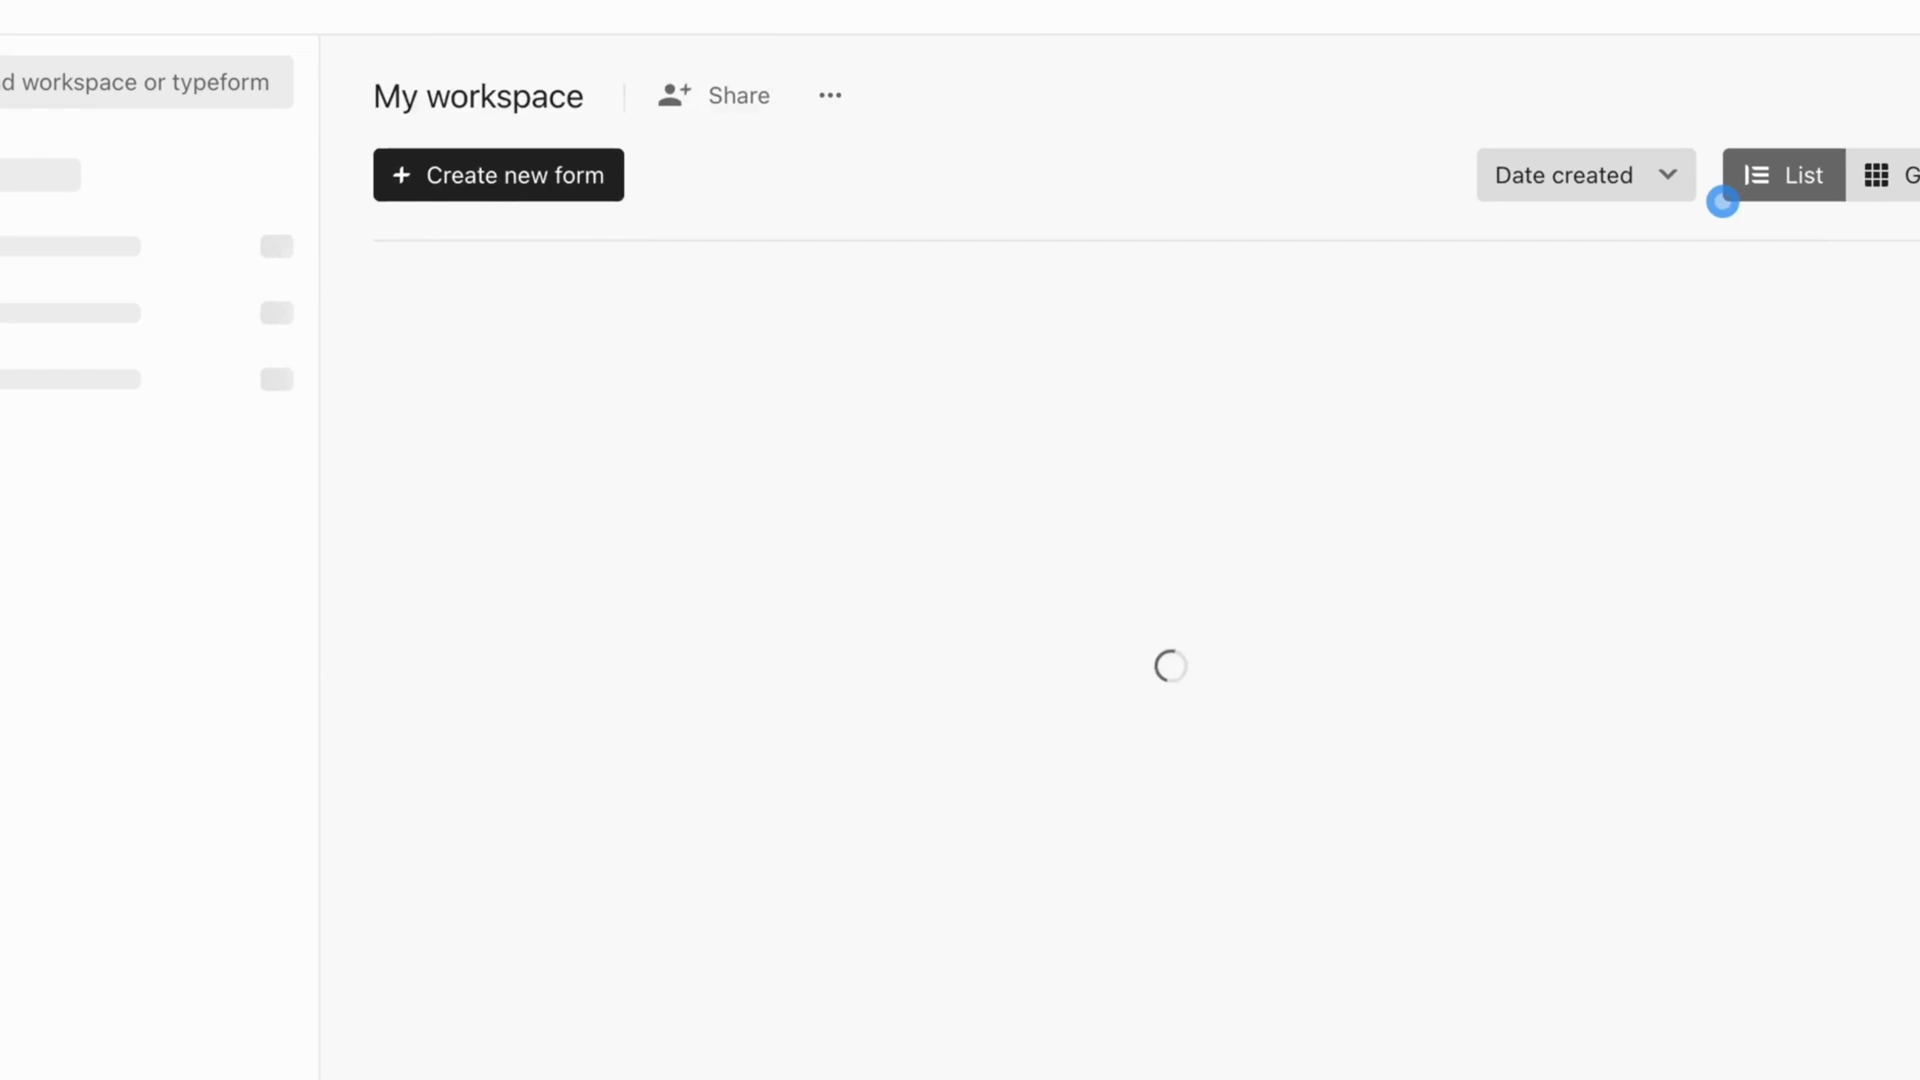 workspace or typeform
My workspace
Share
Create new form
Date created
List